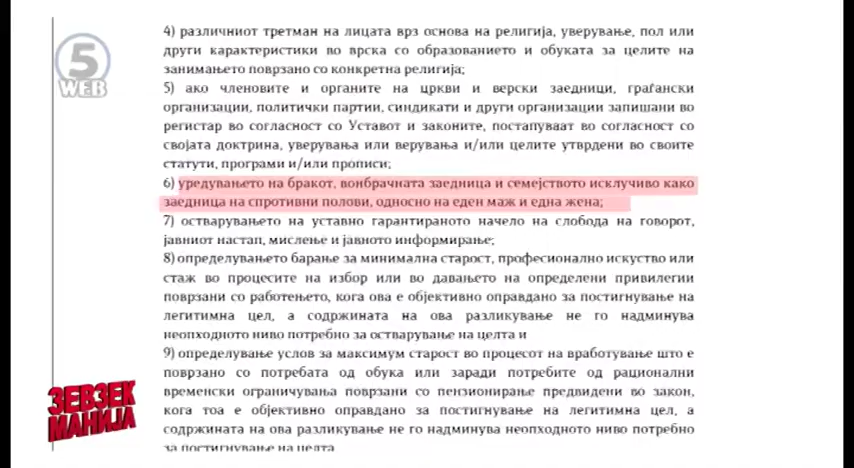 4) различниот третман на лицата врз основа на религија, уверување, пол или
други карактеристики во врска со образованието и обуката за целите на
занимањето поврзано со конкретна религија;
5) ако членовите и органите на цркви и верски заедници, граѓански
организации, политички партии, синдикати и други организации запишани во
регистар во согласност со Уставот и законите, постапуваат во согласност со
својата доктрина, уверувања или верувања и/или целите утврдени во своите
статути, програми и/или прописи;
6) уредувањето на бракот, вонбрачната заедница и семејството исклучиво како
заедница на спротивни полови, односно на еден маж и една жена;
7) остварувањето на уставно гарантираното начело на слобода на говорот,
јавниот настап, мислење и јавното информирање;
8) определувањето барање за минимална старост, професионално искуство или
стаж во процесите на избор или во давањето на определени привилегии
поврзани со работењето, кога ова е објективно оправдано за постигнување на
легитимна цел, а содржината на ова разликување не го надминува
неопходното ниво потребно за остварување на целта и
9) определување услов за максимум старост во процесот на вработување што е
поврзано со потребата од обука или заради потребите од рационални
временски ограничувања поврзани со пензионирање предвидени во закон,
кога тоа е објективно оправдано за постигнување на легитимна цел, а
содржината на ова разликување не го надминува неопходното ниво потребно
за постигнување на целта
5
WEB
ЗЕВЗЕК
МАНИЈА